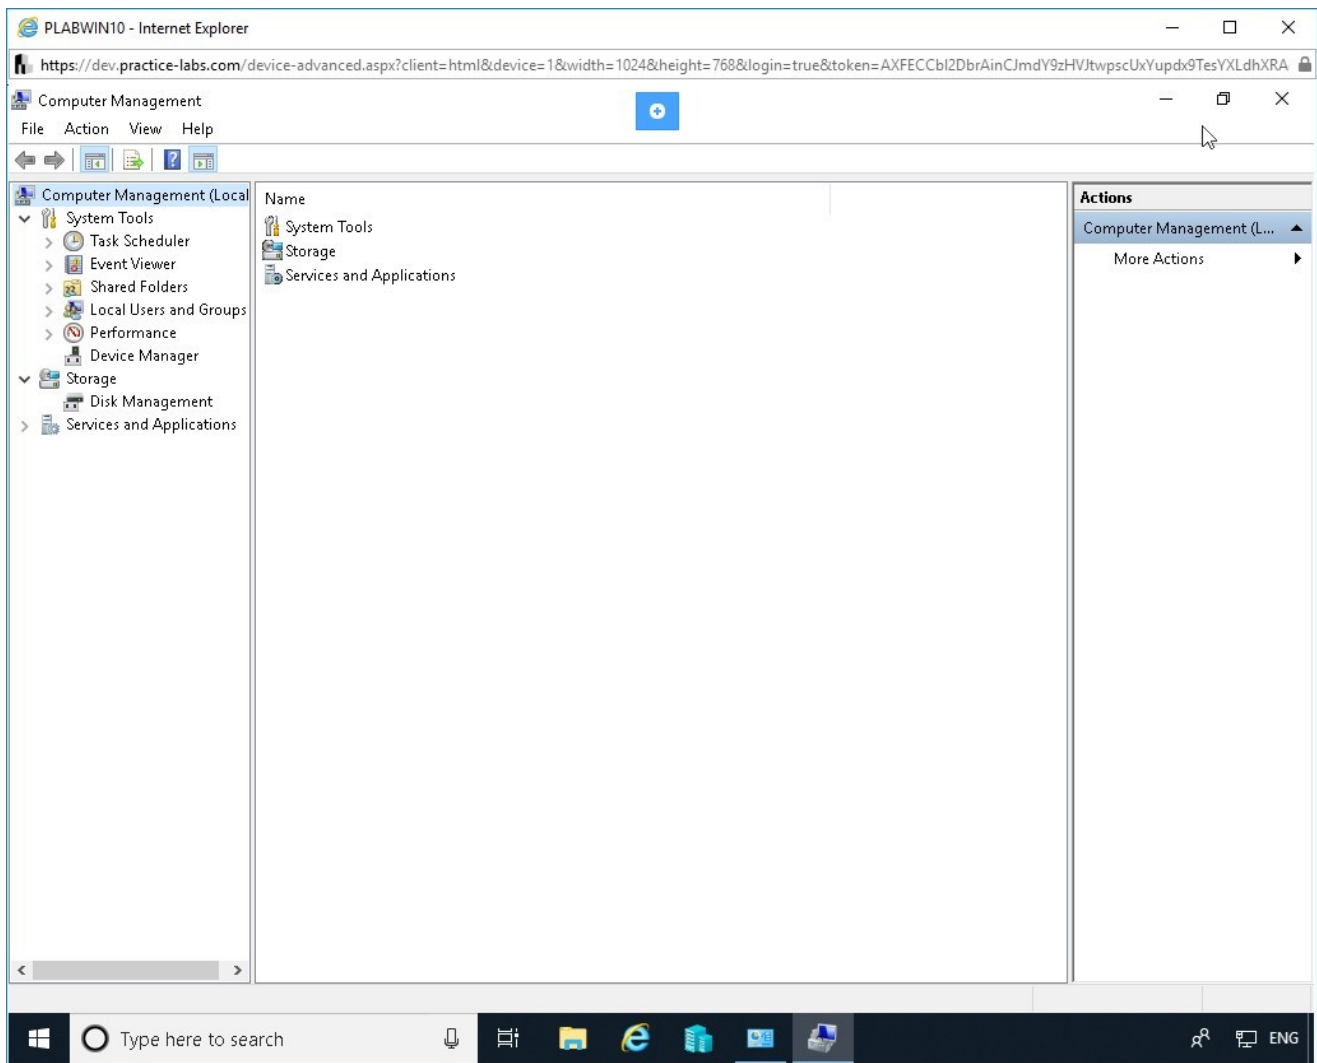 PLABWIN10 - Internet Explorer
https://dev.practice-labs.com/device-advanced.aspx?client=html&device=1&width=1024&height=768&login=true&token=AXFECCbI2DbrAinCJmdY9zHVJtwpscUxYupdx9TesYXLdhXRA
Computer Management
File Action View Help
Computer Management (Local
System Tools
Task Scheduler
Event Viewer
Shared Folders
Local Users and Groups
Performance
Device Manager
Storage
Disk Management
Services and Applications
Name
System Tools
Storage
Services and Applications
Actions
Computer Management (L...
More Actions
Type here to search
ENG